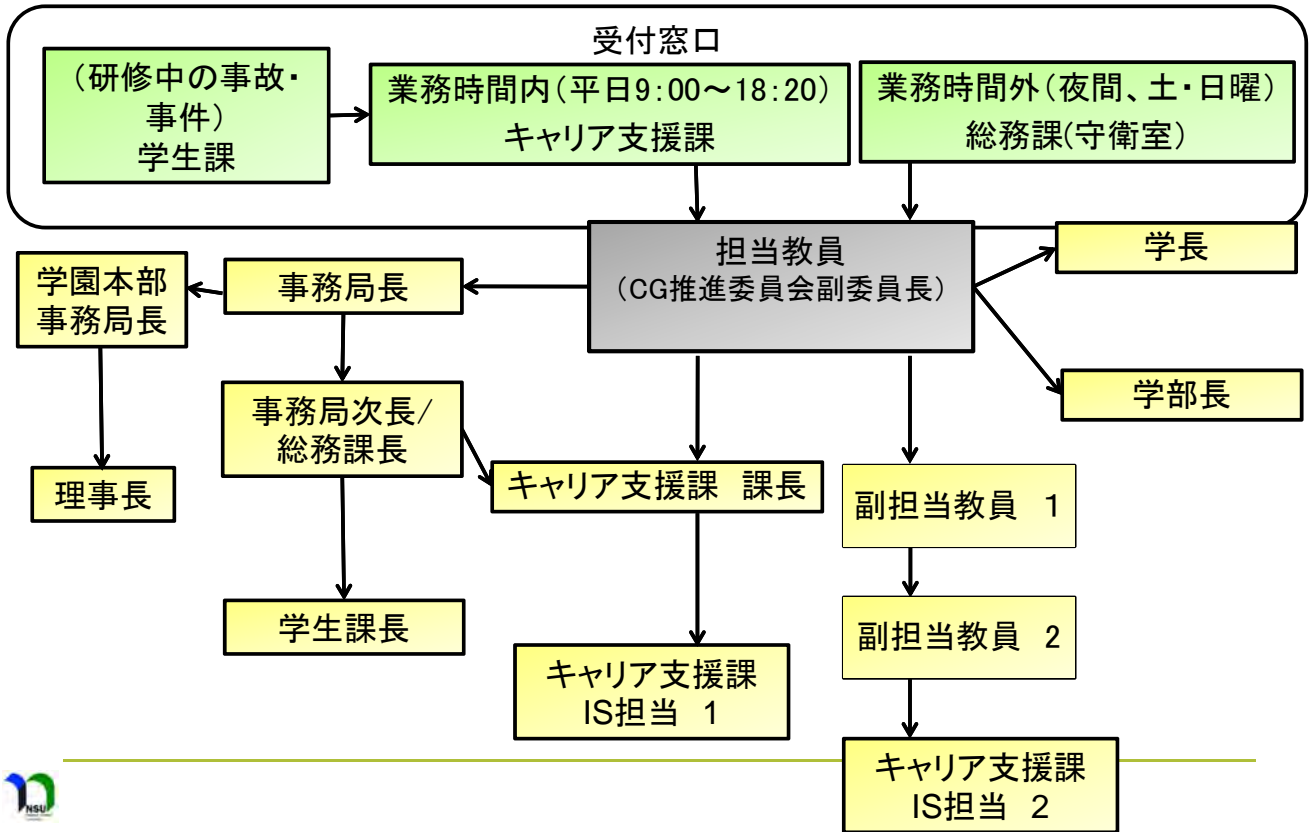 受付窓口
(研修中の事故・
事件)
学生課
業務時間内(平日9:00～18:20)
キャリア支援課
業務時間外(夜間、土・日曜)
総務課(守衛室)
担当教員
(CG推進委員会副委員長)
学長
学園本部
事務局長
事務局長
学部長
事務局次長/
総務課長
理事長
キャリア支援課 課長
副担当教員 1
学生課長
副担当教員 2
キャリア支援課
IS担当 1
キャリア支援課
IS担当 2
NSU